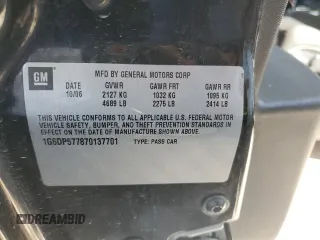 GM
MFD BY GENERAL MOTORS CORP
DATE GVWR GAWR FRT GAWR RR
10/06 2127 KG 1032 KG 1095 KG
4689 LB 2275 LB 2414 LB
THIS VEHICLE CONFORMS TO ALL APPLICABLE U.S. FEDERAL MOTOR
VEHICLE SAFETY, BUMPER, AND THEFT PREVENTION STANDARDS
IN EFFECT ON THE DATE OF MANUFACTURE SHOWN ABOVE.
1G6DP577870137701 TYPE: PASS CAR